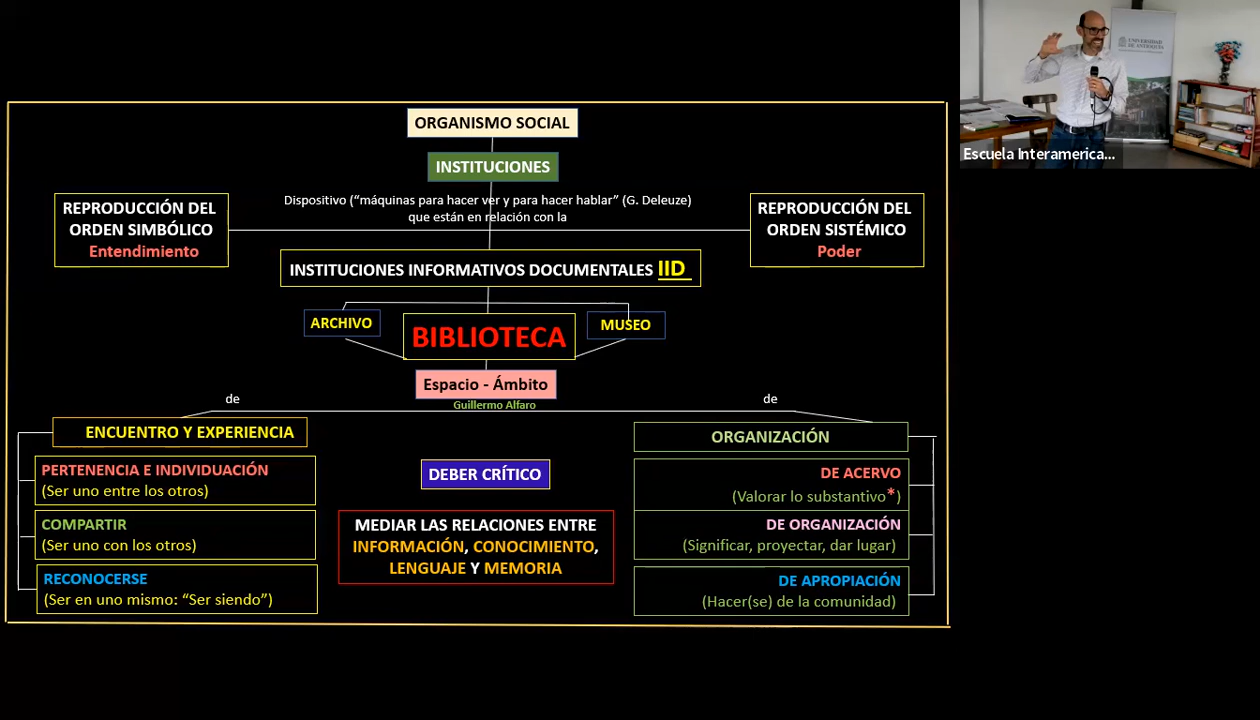 ORGANISMO SOCIAL
INSTITUCIONES
Dispositivo (“máquinas para hacer ver y para hacer hablar” (G. Deleuze)
que están en relación con la
REPRODUCCIÓN DEL
ORDEN SIMBÓLICO
Entendimiento
REPRODUCCIÓN DEL
ORDEN SISTÉMICO
Poder
INSTITUCIONES INFORMATIVOS DOCUMENTALES IID
ARCHIVO
BIBLIOTECA
MUSEO
Espacio - Ámbito
Guillermo Alfaro
de
de
ENCUENTRO Y EXPERIENCIA
PERTENENCIA E INDIVIDUACIÓN
(Ser uno entre los otros)
COMPARTIR
(Ser uno con los otros)
RECONOCERSE
(Ser en uno mismo: “Ser siendo”)
DEBER CRÍTICO
MEDIAR LAS RELACIONES ENTRE
INFORMACIÓN, CONOCIMIENTO,
LENGUAJE Y MEMORIA
ORGANIZACIÓN
DE ACERVO
(Valorar lo substantivo*)
DE ORGANIZACIÓN
(Significar, proyectar, dar lugar)
DE APROPIACIÓN
(Hacer(se) de la comunidad)
UNIVERSIDAD
DE ANTIOQUIA
Escuela Interamerica...